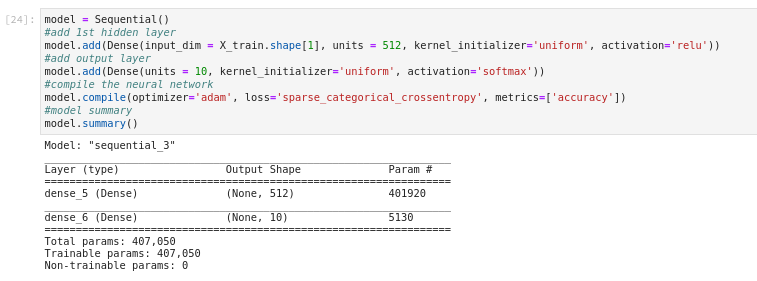 [24]: model = Sequential()
#add 1st hidden layer
model.add(Dense(input_dim = X_train.shape[1], units = 512, kernel_initializer='uniform', activation='relu'))
#add output layer
model.add(Dense(units = 10, kernel_initializer='uniform', activation='softmax'))
#compile the neural network
model.compile(optimizer='adam', loss='sparse_categorical_crossentropy', metrics=['accuracy'])
#model summary
model.summary()
Model: "sequential_3"
_________________________________________________________________
Layer (type)                 Output Shape              Param #
=================================================================
dense_5 (Dense)              (None, 512)               401920
_________________________________________________________________
dense_6 (Dense)              (None, 10)                5130
=================================================================
Total params: 407,050
Trainable params: 407,050
Non-trainable params: 0